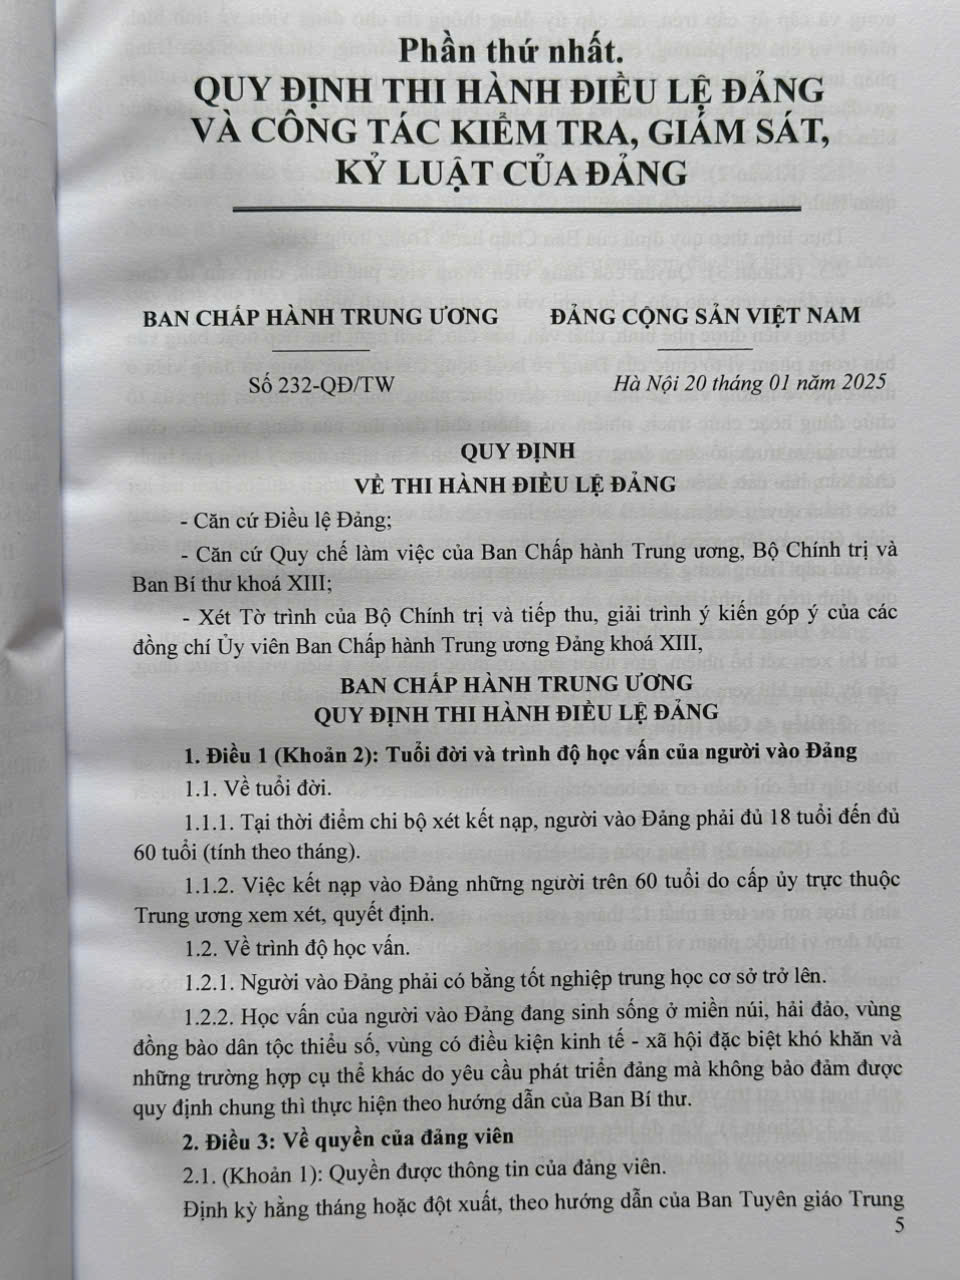 Phần thứ nhất.
QUY ĐỊNH THI HÀNH ĐIỀU LỆ ĐẢNG
VÀ CÔNG TÁC KIỂM TRA, GIÁM SÁT,
KỶ LUẬT CỦA ĐẢNG
BAN CHẤP HÀNH TRUNG ƯƠNG ĐẢNG CỘNG SẢN VIỆT NAM
Số 232-QĐ/TW Hà Nội 20 tháng 01 năm 2025
QUY ĐỊNH
VỀ THI HÀNH ĐIỀU LỆ ĐẢNG
- Căn cứ Điều lệ Đảng;
- Căn cứ Quy chế làm việc của Ban Chấp hành Trung ương, Bộ Chính trị và
Ban Bí thư khoá XIII;
- Xét Tờ trình của Bộ Chính trị và tiếp thu, giải trình ý kiến góp ý của các
đồng chí Ủy viên Ban Chấp hành Trung ương Đảng khoá XIII,
BAN CHẤP HÀNH TRUNG ƯƠNG
QUY ĐỊNH THI HÀNH ĐIỀU LỆ ĐẢNG
1. Điều 1 (Khoản 2): Tuổi đời và trình độ học vấn của người vào Đảng
1.1. Về tuổi đời.
1.1.1. Tại thời điểm chi bộ xét kết nạp, người vào Đảng phải đủ 18 tuổi đến đủ
60 tuổi (tính theo tháng).
1.1.2. Việc kết nạp vào Đảng những người trên 60 tuổi do cấp ủy trực thuộc
Trung ương xem xét, quyết định.
1.2. Về trình độ học vấn.
1.2.1. Người vào Đảng phải có bằng tốt nghiệp trung học cơ sở trở lên.
1.2.2. Học vấn của người vào Đảng đang sinh sống ở miền núi, hải đảo, vùng
đồng bào dân tộc thiểu số, vùng có điều kiện kinh tế - xã hội đặc biệt khó khăn và
những trường hợp cụ thể khác do yêu cầu phát triển đảng mà không bảo đảm được
quy định chung thì thực hiện theo hướng dẫn của Ban Bí thư.
2. Điều 3: Về quyền của đảng viên
2.1. (Khoản 1): Quyền được thông tin của đảng viên.
Định kỳ hằng tháng hoặc đột xuất, theo hướng dẫn của Ban Tuyên giáo Trung
5